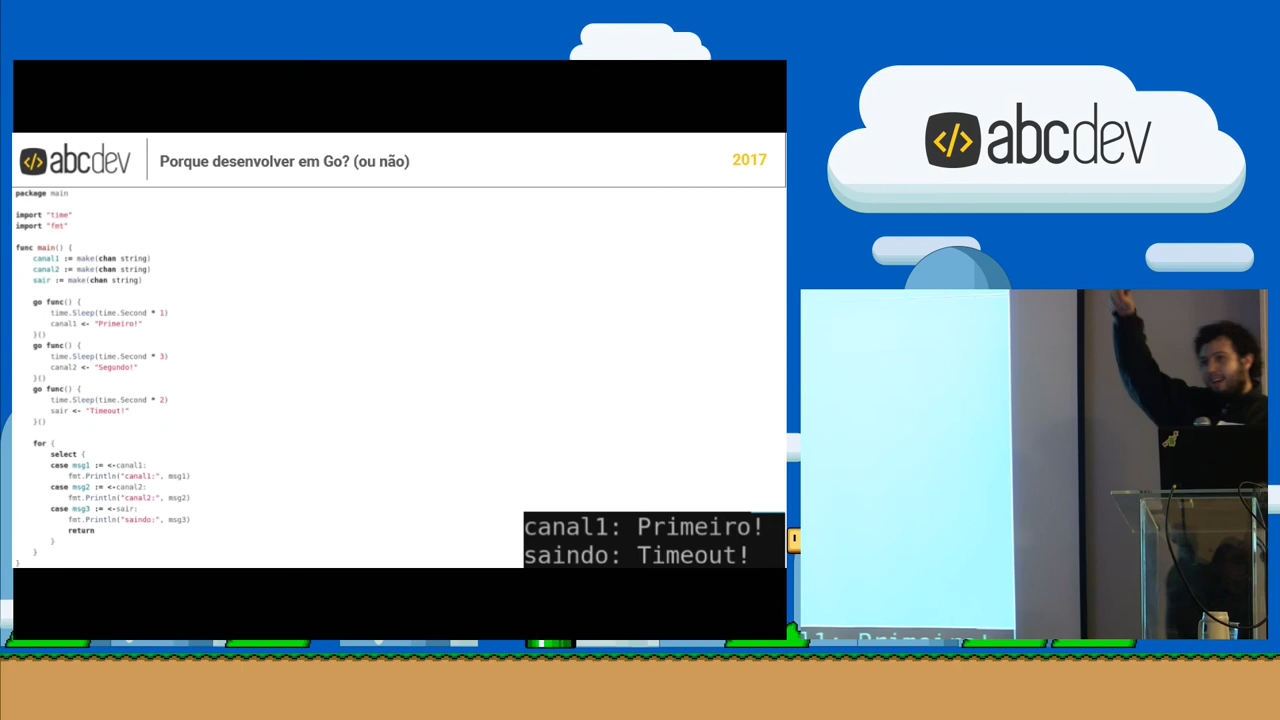 </> abcdev
Porque desenvolver em Go? (ou não)
2017
package main
import "time"
import "fmt"
func main() {
canal1 := make(chan string)
canal2 := make(chan string)
sair := make(chan string)
go func() {
time.Sleep(time.Second * 1)
canal1 <- "Primeiro!"
}()
go func() {
time.Sleep(time.Second * 3)
canal2 <- "Segundo!"
}()
go func() {
time.Sleep(time.Second * 2)
sair <- "Timeout!"
}()
for {
select {
case msg1 := <-canal1:
fmt.Println("canal1:", msg1)
case msg2 := <-canal2:
fmt.Println("canal2:", msg2)
case msg3 := <-sair:
fmt.Println("saindo:", msg3)
return
}
}
}
canal1: Primeiro!
saindo: Timeout!
</> abcdev